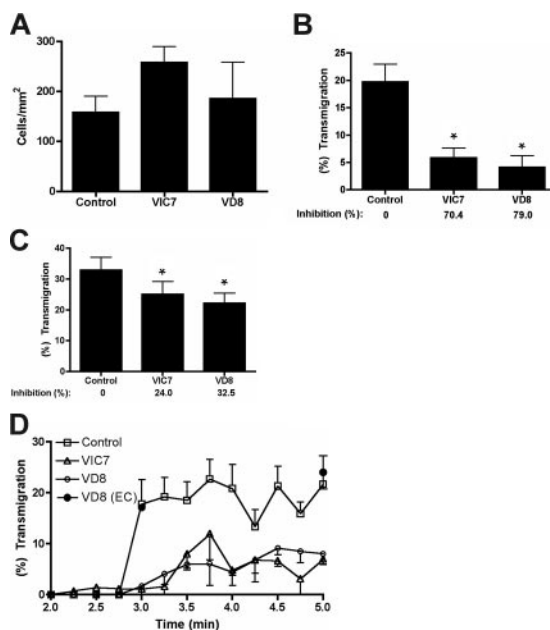 A
Cells/mm²
300
200
100
0
Control VIC7 VD8
B
(%) Transmigration
25
20
15
10
5
0
* *
Control VIC7 VD8
Inhibition (%): 0 70.4 79.0
C
(%) Transmigration
40
30
20
10
0
* *
Control VIC7 VD8
Inhibition (%): 0 24.0 32.5
D
(%) Transmigration
30
20
10
0
Control
VIC7
VD8
VD8 (EC)
2.0 2.5 3.0 3.5 4.0 4.5 5.0
Time (min)